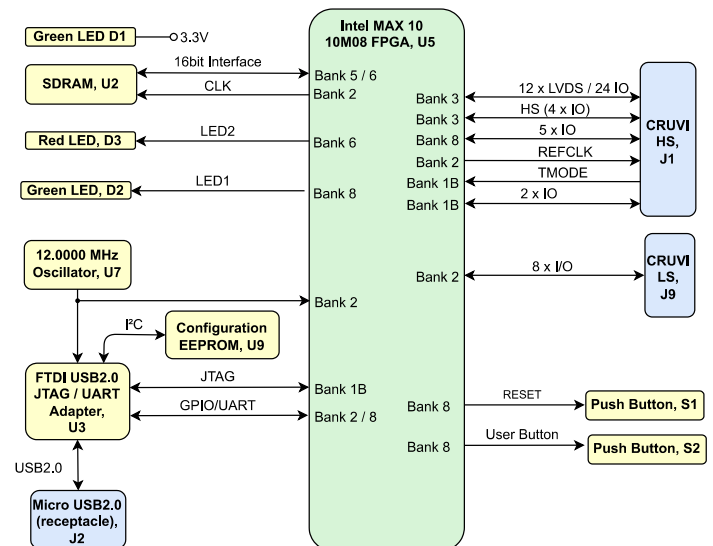 Intel MAX 10
10M08 FPGA, U5
Green LED D1
3.3V
SDRAM, U2
16bit Interface
Bank 5 / 6
CLK
Bank 2
Red LED, D3
LED2
Bank 6
Green LED, D2
LED1
Bank 8
12.0000 MHz
Oscillator, U7
Bank 2
I²C
Configuration
EEPROM, U9
FTDI USB2.0
JTAG / UART
Adapter,
U3
JTAG
Bank 1B
GPIO/UART
Bank 2 / 8
USB2.0
Micro USB2.0
(receptacle),
J2
Bank 3
12 x LVDS / 24 IO
Bank 3
HS (4 x IO)
Bank 8
5 x IO
Bank 2
REFCLK
Bank 1B
TMODE
Bank 1B
2 x IO
CRUVI
HS,
J1
Bank 2
8 x I/O
CRUVI
LS,
J9
Bank 8
RESET
Push Button, S1
Bank 8
User Button
Push Button, S2